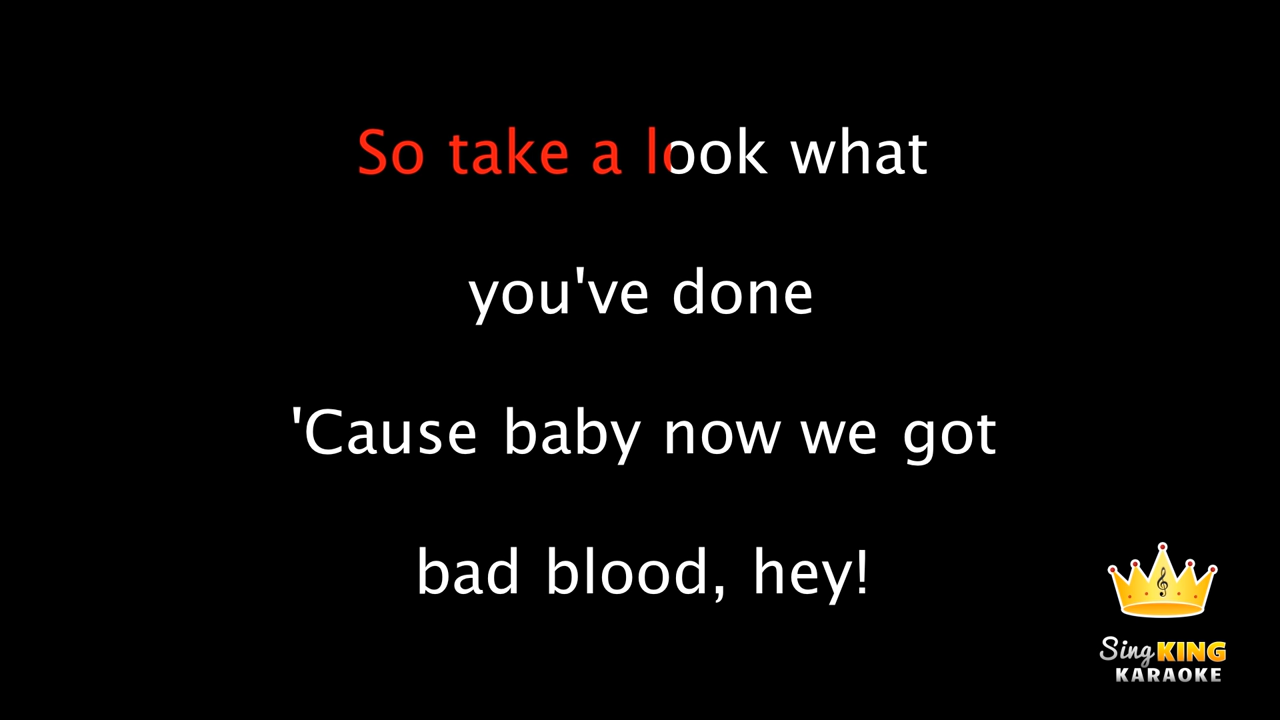 So take a look what
you've done
'Cause baby now we got
bad blood, hey!
Sing KING
KARAOKE